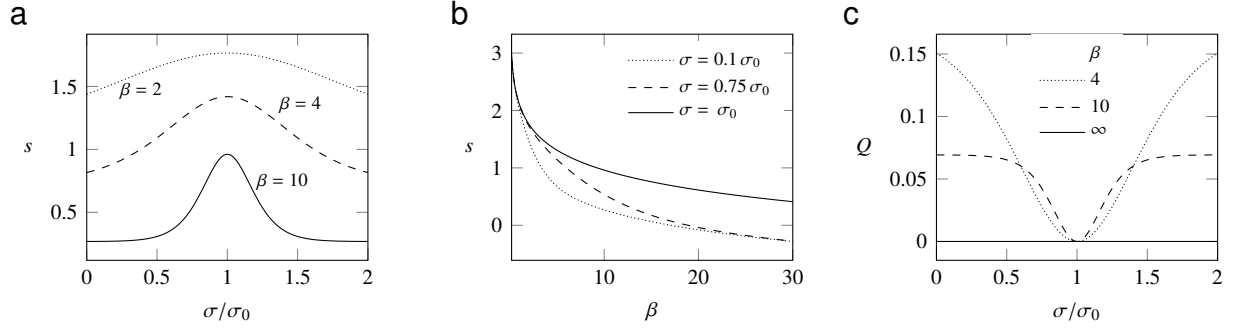 a
1.5
1
0.5
s
β = 2
β = 4
β = 10
0 0.5 1 1.5 2
σ/σ0
b
3
2
1
0
s
σ = 0.1 σ0
σ = 0.75 σ0
σ = σ0
10 20 30
β
c
0.15
0.1
0.05
0
Q
β
4
10
∞
0 0.5 1 1.5 2
σ/σ0